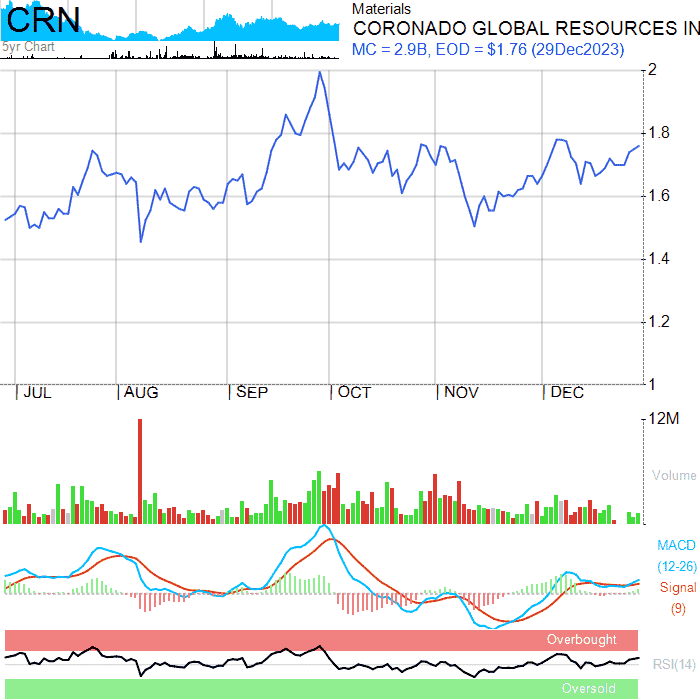 CRN
5yr Chart
Materials
CORONADO GLOBAL RESOURCES IN
MC = 2.9B, EOD = $1.76 (29Dec2023)
2
1.8
1.6
1.4
1.2
1
JUL AUG SEP OCT NOV DEC
12M
Volume
MACD
(12-26)
Signal
(9)
Overbought
RSI(14)
Oversold